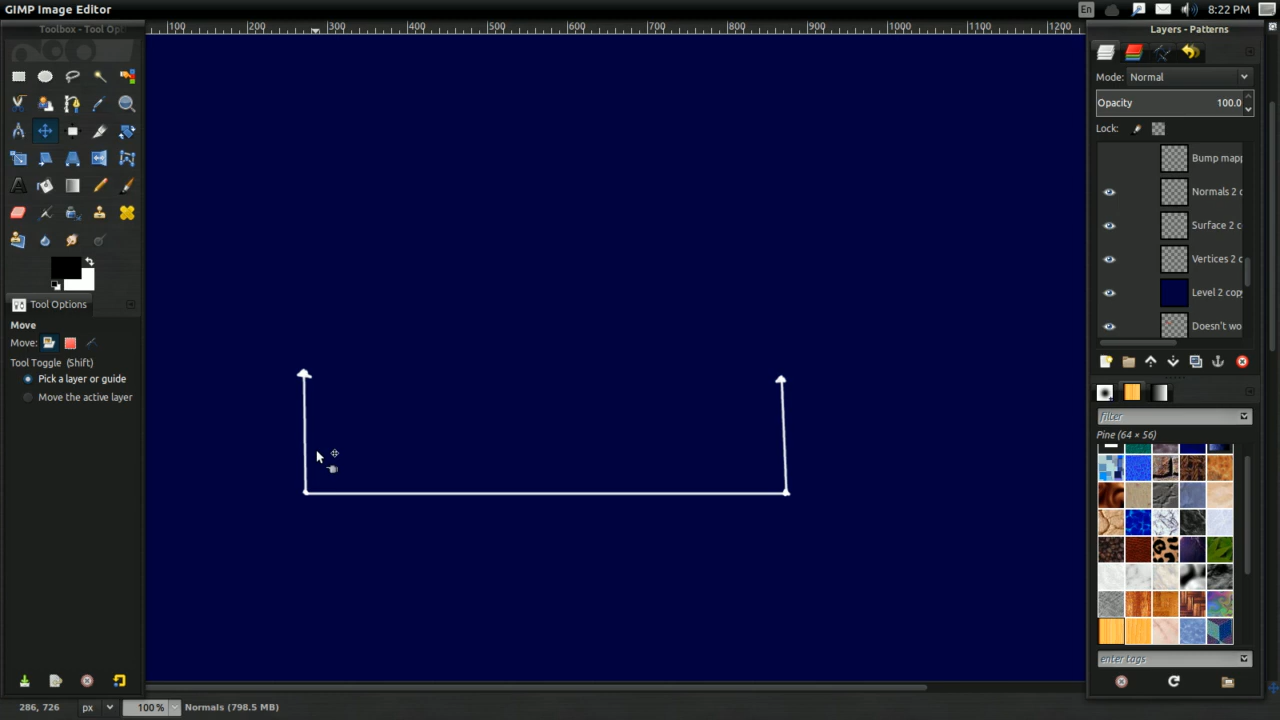 GIMP Image Editor
En
8:22 PM
Toolbox - Tool Opti
100 200 300 400 500 600 700 800 900 1000 1100 1200
Layers - Patterns
Mode: Normal
Opacity 100.0
Lock:
Bump mapp
Normals 2 c
Surface 2 c
Vertices 2 c
Level 2 copy
Doesn't wo
Tool Options
Move
Move:
Tool Toggle (Shift)
Pick a layer or guide
Move the active layer
filter
Pine (64 × 56)
enter tags
286, 726 px 100% Normals (798.5 MB)